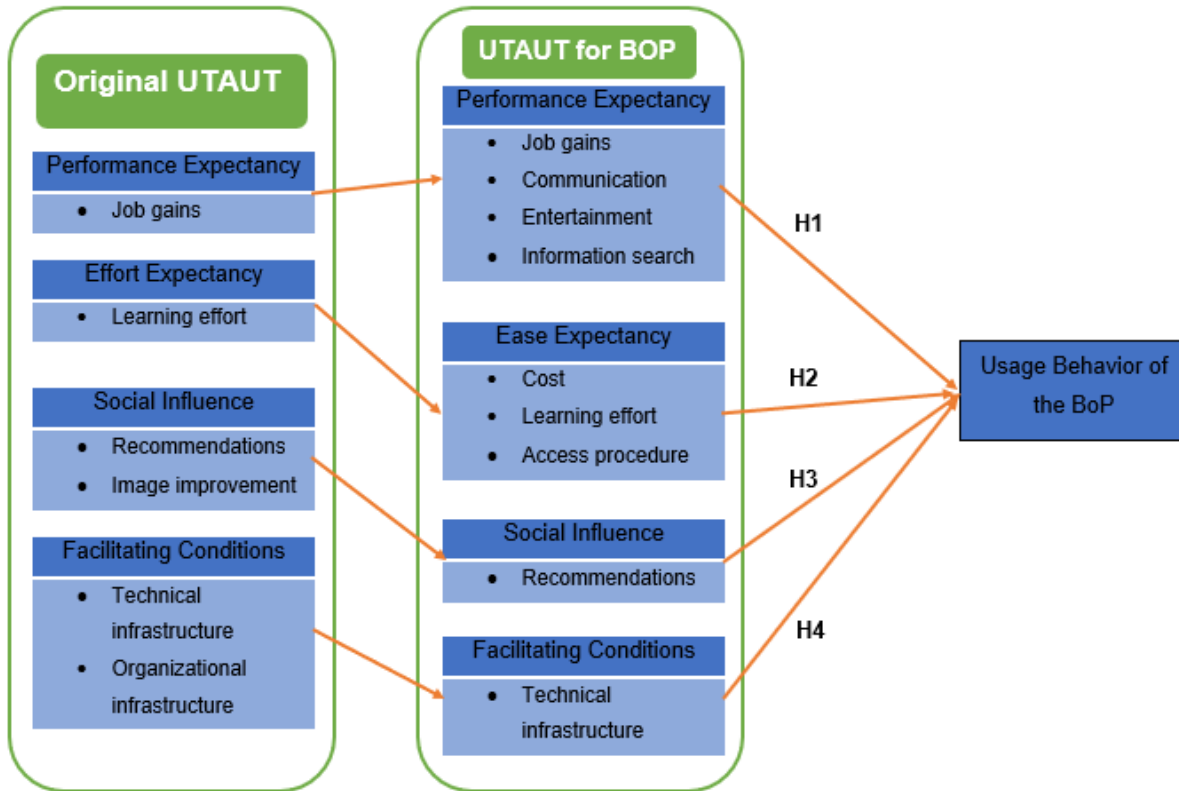 Original UTAUT
Performance Expectancy
• Job gains
Effort Expectancy
• Learning effort
Social Influence
• Recommendations
• Image improvement
Facilitating Conditions
• Technical
infrastructure
• Organizational
infrastructure
UTAUT for BOP
Performance Expectancy
• Job gains
• Communication
• Entertainment
• Information search
Ease Expectancy
• Cost
• Learning effort
• Access procedure
Social Influence
• Recommendations
Facilitating Conditions
• Technical
infrastructure
H1
H2
H3
H4
Usage Behavior of
the BoP